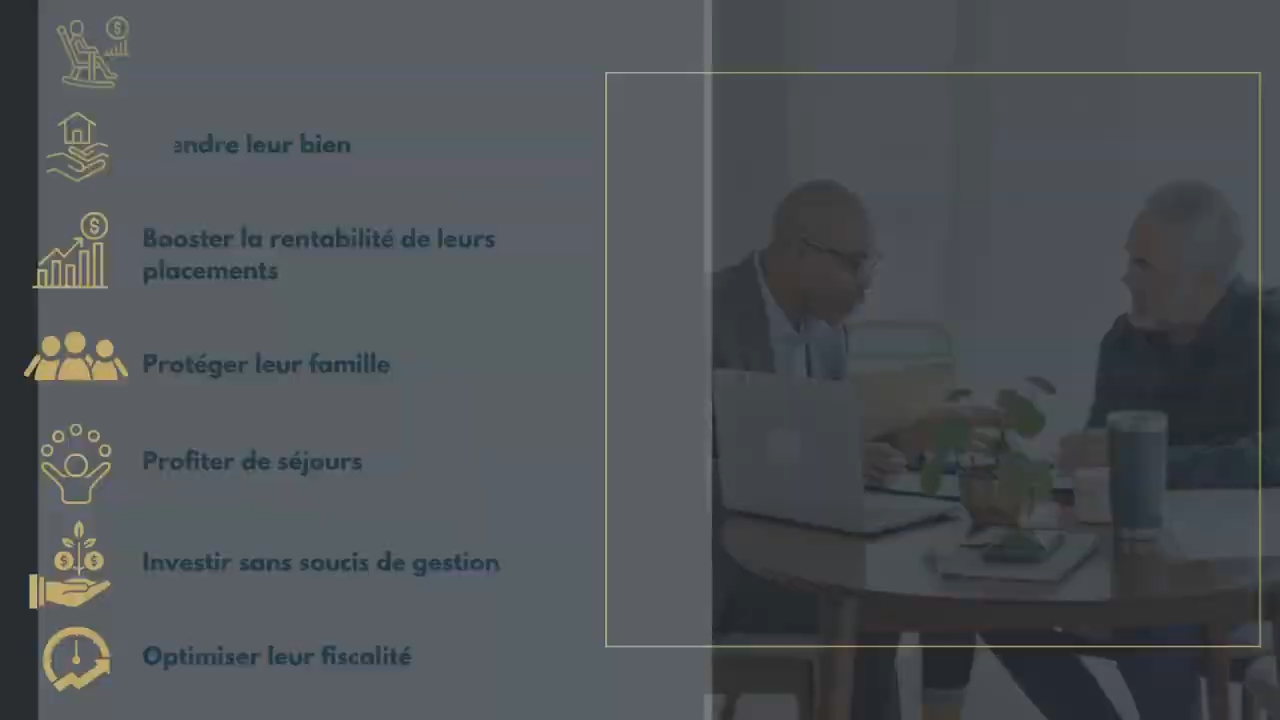 endre leur bien
Booster la rentabilité de leurs
placements
Protéger leur famille
Profiter de séjours
Investir sans soucis de gestion
Optimiser leur fiscalité